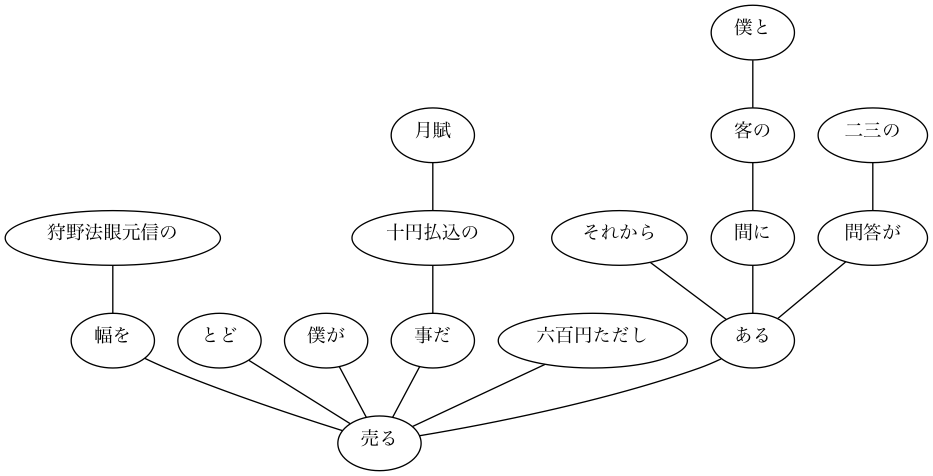 僕と
月賦
客の
二三の
狩野法眼元信の
十円払込の
それから
間に
問答が
幅を
とど
僕が
事だ
六百円ただし
ある
売る